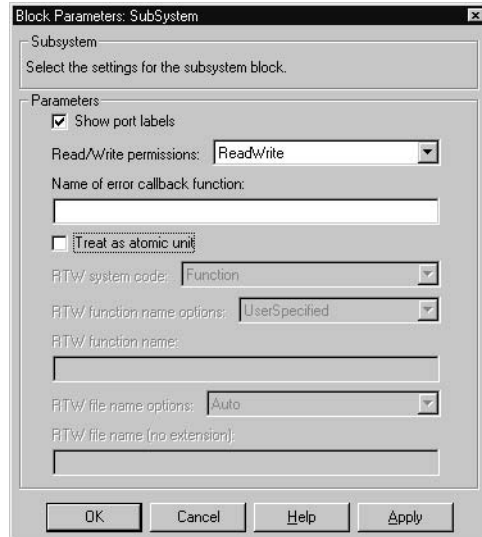 Block Parameters: SubSystem
Subsystem
Select the settings for the subsystem block.
Parameters
Show port labels
Read/Write permissions: ReadWrite
Name of error callback function:
Treat as atomic unit
RTW system code: Function
RTW function name options: UserSpecified
RTW function name:
RTW file name options: Auto
RTW file name (no extension):
OK Cancel Help Apply